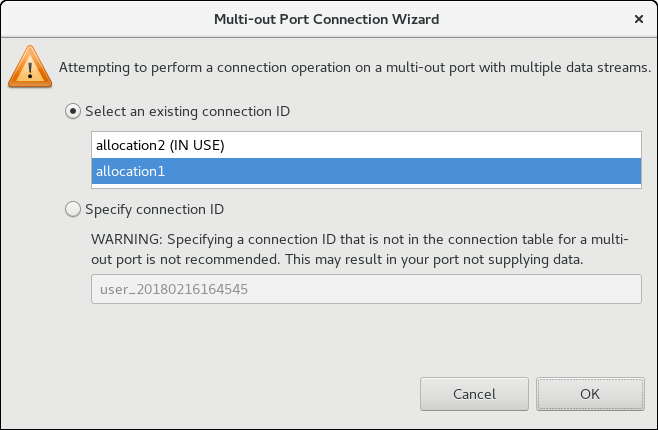 Multi-out Port Connection Wizard
Attempting to perform a connection operation on a multi-out port with multiple data streams.
Select an existing connection ID
allocation2 (IN USE)
allocation1
Specify connection ID
WARNING: Specifying a connection ID that is not in the connection table for a multi-
out port is not recommended. This may result in your port not supplying data.
user_20180216164545
Cancel
OK